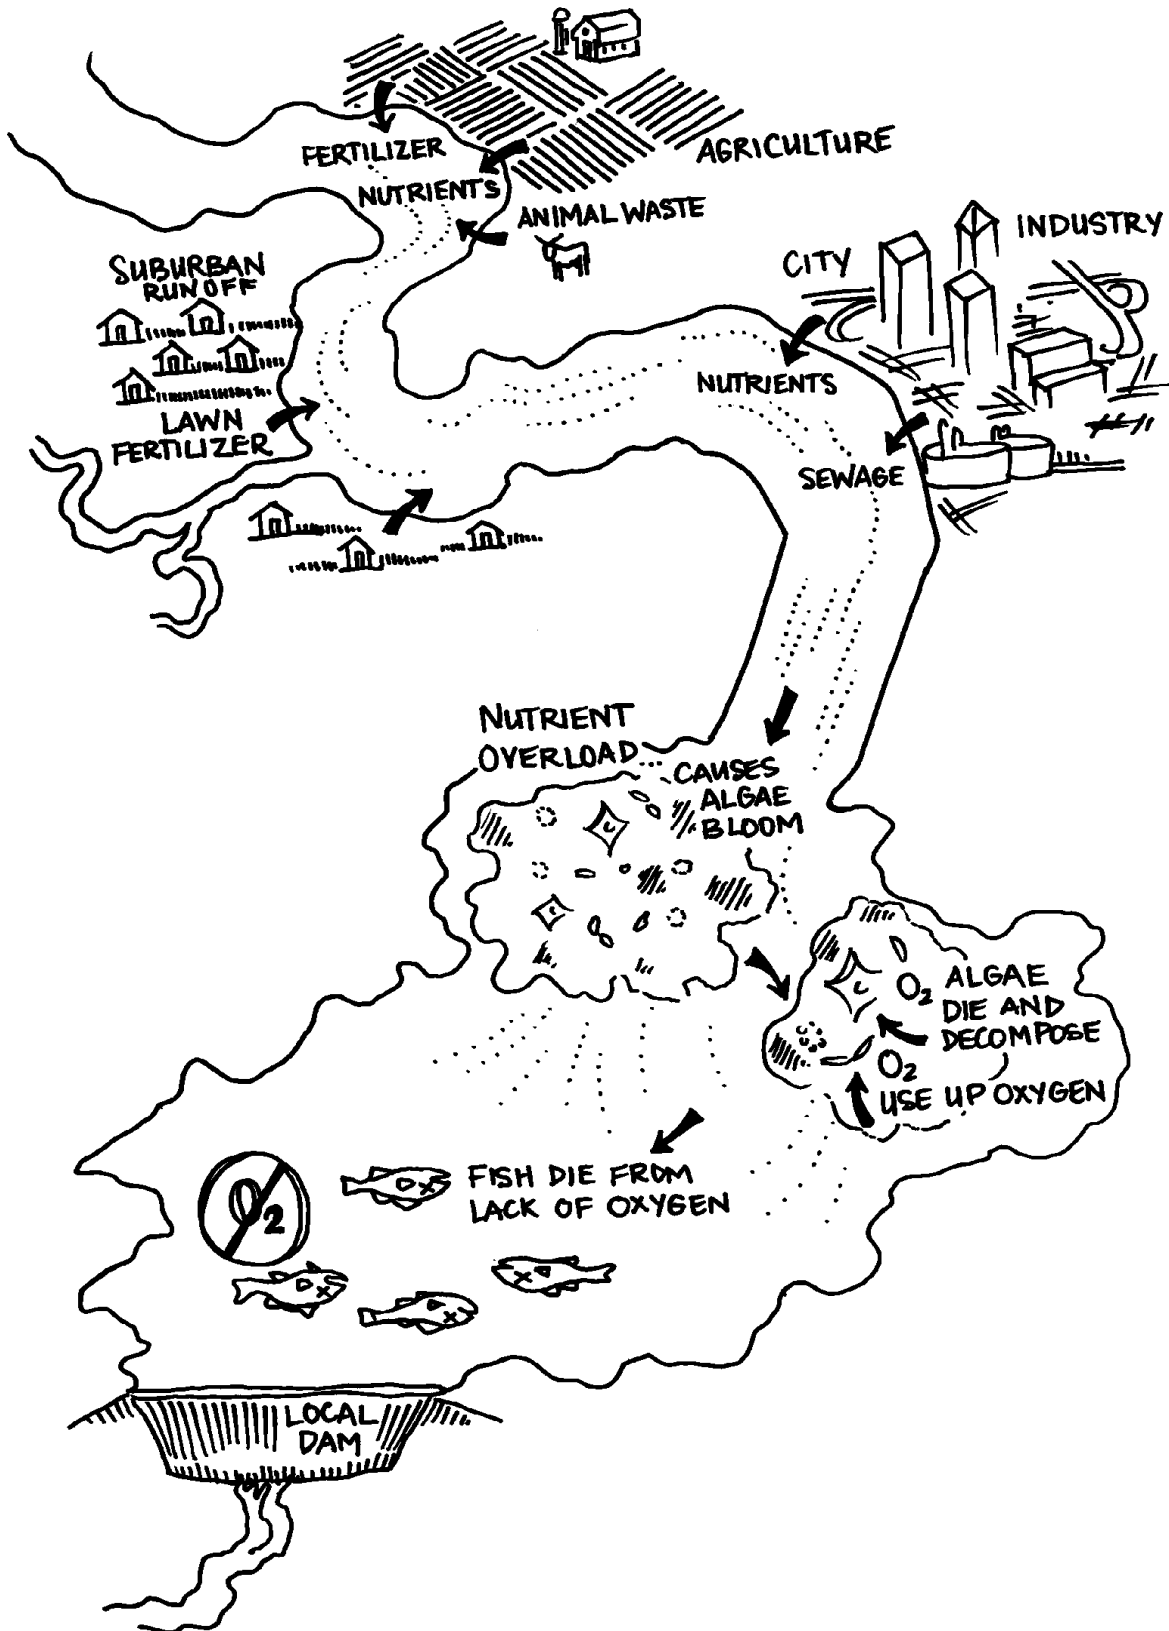 FERTILIZER
AGRICULTURE
NUTRIENTS
ANIMAL WASTE
SUBURBAN
RUNOFF
LAWN
FERTILIZER
CITY
INDUSTRY
NUTRIENTS
SEWAGE
NUTRIENT
OVERLOAD...
CAUSES
ALGAE
BLOOM
O2 ALGAE
DIE AND
DECOMPOSE
O2
USE UP OXYGEN
O2
FISH DIE FROM
LACK OF OXYGEN
LOCAL
DAM